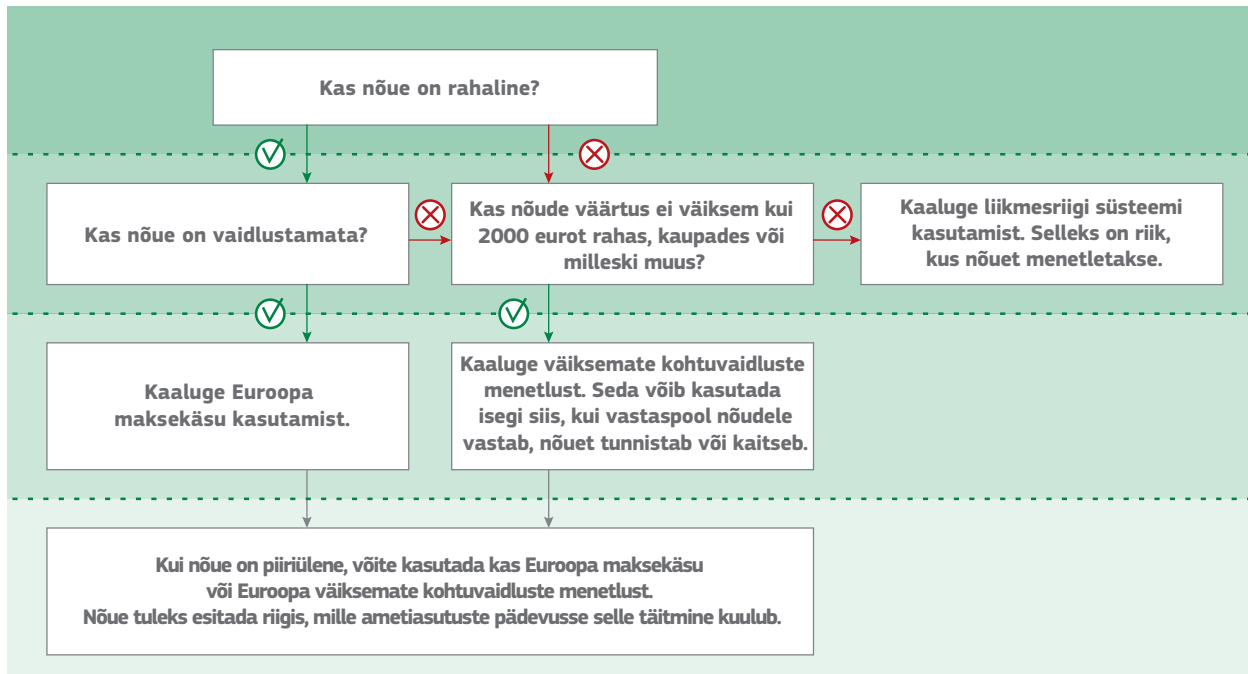 Kas nõue on rahaline?
Kas nõue on vaidlustamata?
Kas nõude väärtus ei väiksem kui
2000 eurot rahas, kaupades või
milleski muus?
Kaaluge liikmesriigi süsteemi
kasutamist. Selleks on riik,
kus nõuet menetletakse.
Kaaluge Euroopa
maksekäsu kasutamist.
Kaaluge väiksemate kohtuvaidluste
menetlust. Seda võib kasutada
isegi siis, kui vastaspool nõudele
vastab, nõuet tunnistab või kaitseb.
Kui nõue on piiriülene, võite kasutada kas Euroopa maksekäsu
või Euroopa väiksemate kohtuvaidluste menetlust.
Nõue tuleks esitada riigis, mille ametiasutuste pädevusse selle täitmine kuulub.